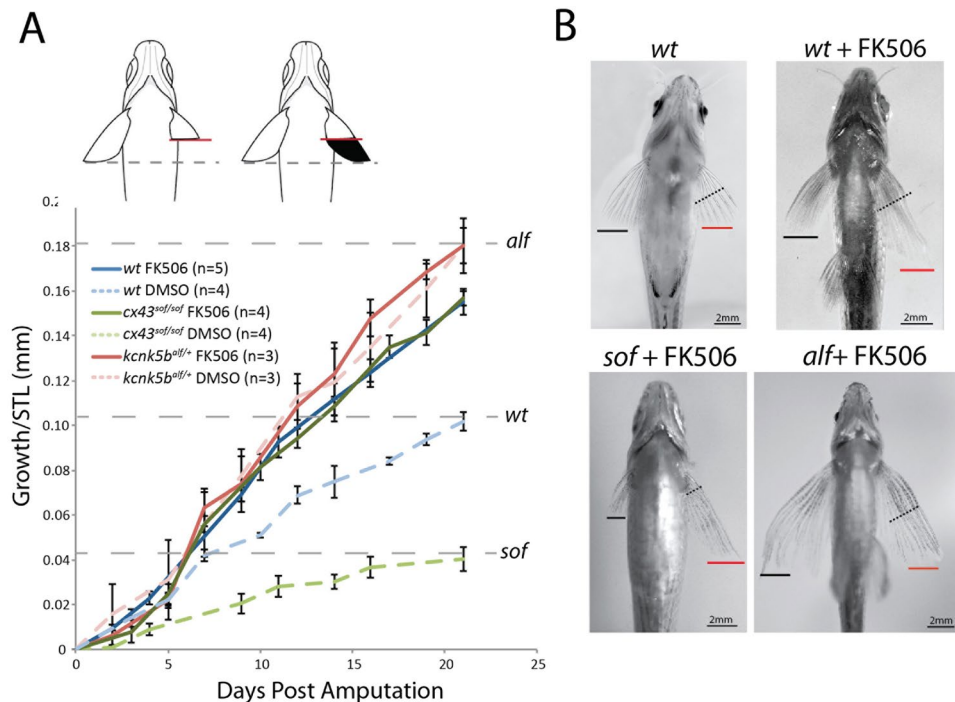 A
0.2
0.18
0.16
0.14
0.12
0.10
0.08
0.06
0.04
0.02
0
0
5
10
15
20
25
Growth/STL (mm)
Days Post Amputation
wt FK506 (n=5)
wt DMSO (n=4)
cx43sof/sof FK506 (n=4)
cx43sof/sof DMSO (n=4)
kcnk5balf/+ FK506 (n=3)
kcnk5balf/+ DMSO (n=3)
alf
wt
sof
B
wt
wt + FK506
2mm
2mm
sof + FK506
alf+ FK506
2mm
2mm